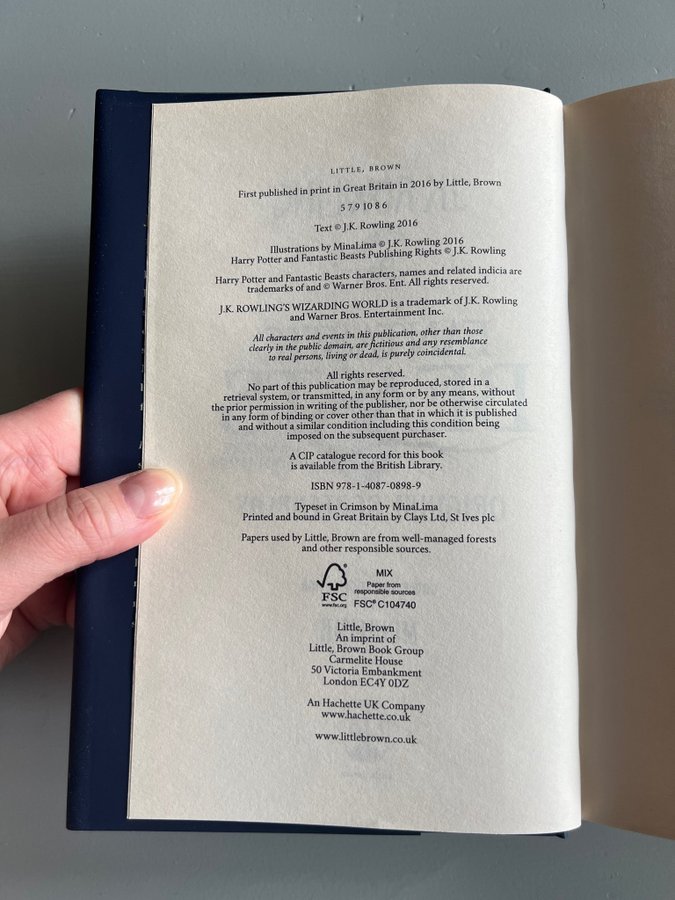 LITTLE, BROWN
First published in print in Great Britain in 2016 by Little, Brown
5 7 9 10 8 6
Text © J.K. Rowling 2016
Illustrations by MinaLima © J.K. Rowling 2016
Harry Potter and Fantastic Beasts Publishing Rights © J.K. Rowling
Harry Potter and Fantastic Beasts characters, names and related indicia are
trademarks of and © Warner Bros. Ent. All rights reserved.
J.K. ROWLING'S WIZARDING WORLD is a trademark of J.K. Rowling
and Warner Bros. Entertainment Inc.
All characters and events in this publication, other than those
clearly in the public domain, are fictitious and any resemblance
to real persons, living or dead, is purely coincidental.
All rights reserved.
No part of this publication may be reproduced, stored in a
retrieval system, or transmitted, in any form or by any means, without
the prior permission in writing of the publisher, nor be otherwise circulated
in any form of binding or cover other than that in which it is published
and without a similar condition including this condition being
imposed on the subsequent purchaser.
A CIP catalogue record for this book
is available from the British Library.
ISBN 978-1-4087-0898-9
Typeset in Crimson by MinaLima
Printed and bound in Great Britain by Clays Ltd, St Ives plc
Papers used by Little, Brown are from well-managed forests
and other responsible sources.
FSC
www.fsc.org
MIX
Paper from
responsible sources
FSC® C104740
Little, Brown
An imprint of
Little, Brown Book Group
Carmelite House
50 Victoria Embankment
London EC4Y 0DZ
An Hachette UK Company
www.hachette.co.uk
www.littlebrown.co.uk